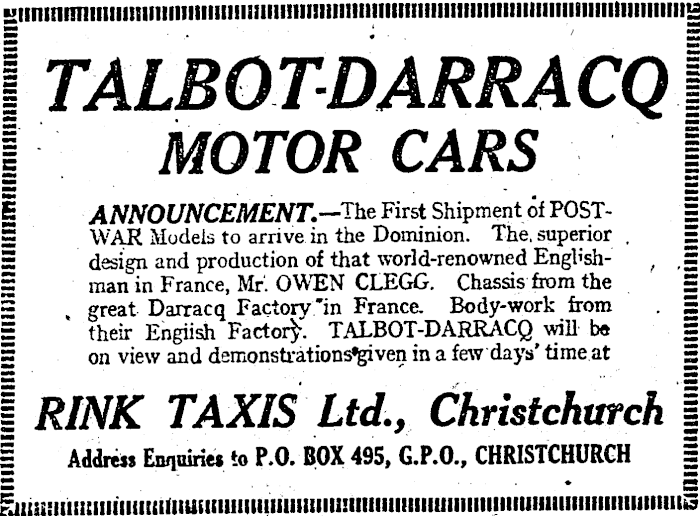 TALBOT-DARRACQ
MOTOR CARS
ANNOUNCEMENT.—The First Shipment of POST-
WAR Models to arrive in the Dominion. The superior
design and production of that world-renowned English-
man in France, Mr. OWEN CLEGG. Chassis from the
great Darracq Factory in France. Body-work from
their English Factory. TALBOT-DARRACQ will be
on view and demonstrations given in a few days' time at
RINK TAXIS Ltd., Christchurch
Address Enquiries to P.O. BOX 495, G.P.O., CHRISTCHURCH